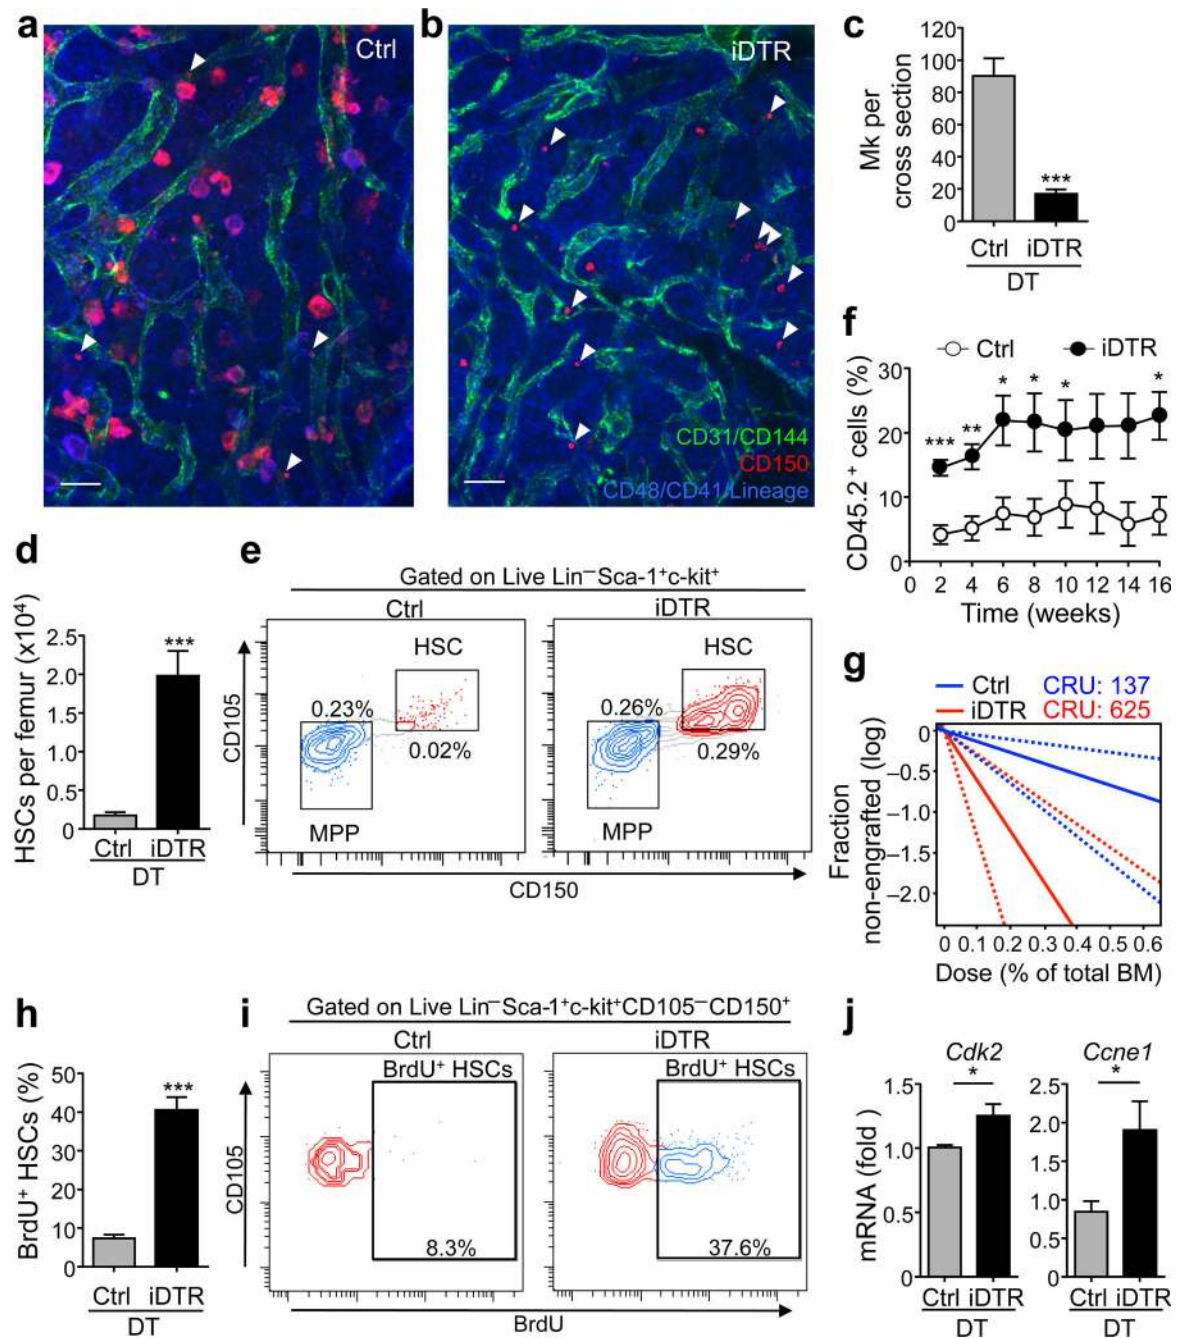 a
Ctrl
b
iDTR
CD31/CD144
CD150
CD48/CD41/Lineage
c
Mk per
cross section
120
100
80
60
40
20
0
***
Ctrl iDTR
DT
d
HSCs per femur (x10⁴)
2.5
2.0
1.5
1.0
0.5
0
***
Ctrl iDTR
DT
e
Gated on Live Lin⁻Sca-1⁺c-kit⁺
Ctrl
iDTR
HSC
HSC
0.23%
0.02%
0.26%
0.29%
MPP
MPP
CD105
CD150
f
Ctrl
iDTR
CD45.2⁺ cells (%)
30
20
10
0
*** ** * * * *
0 2 4 6 8 10 12 14 16
Time (weeks)
g
Ctrl CRU: 137
iDTR CRU: 625
Fraction
non-engrafted (log)
0
−0.5
−1.0
−1.5
−2.0
0 0.1 0.2 0.3 0.4 0.5 0.6
Dose (% of total BM)
h
BrdU⁺ HSCs (%)
50
40
30
20
10
0
***
Ctrl iDTR
DT
i
Gated on Live Lin⁻Sca-1⁺c-kit⁺CD105⁻CD150⁺
Ctrl
iDTR
BrdU⁺ HSCs
BrdU⁺ HSCs
8.3%
37.6%
CD105
BrdU
j
Cdk2
Ccne1
*
*
mRNA (fold )
1.5
1.0
0.5
0
2.5
2.0
1.5
1.0
0.5
0
Ctrl iDTR
DT
Ctrl iDTR
DT